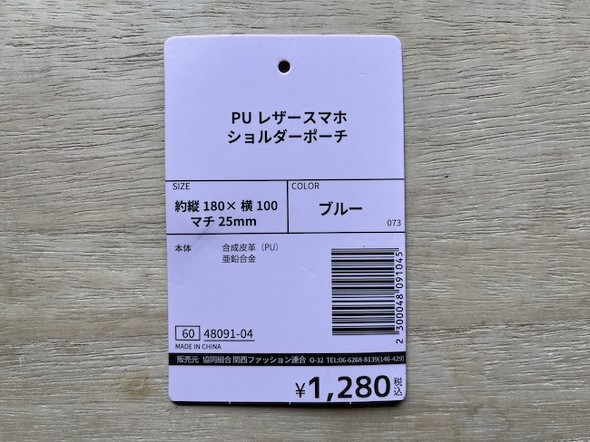 PU レザースマホ
ショルダーポーチ
SIZE
約縦 180× 横 100
マチ 25mm
COLOR
ブルー
073
本体 合成皮革（PU）
亜鉛合金
2 300048 091045
60 48091-04
MADE IN CHINA
販売元 協同組合 関西ファッション連合 O-32 TEL:06-6268-8139(146-429)
¥1,280 税込